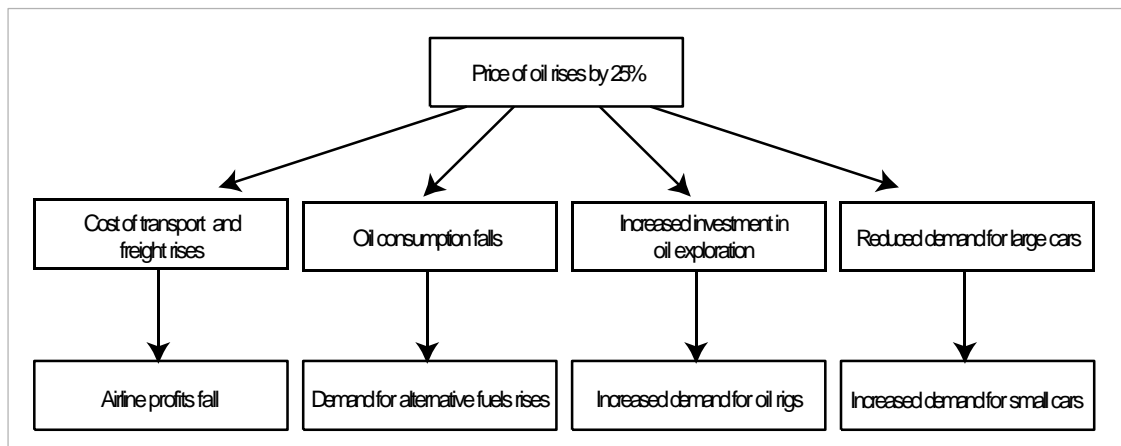 Price of oil rises by 25%
Cost of transport and
freight rises
Oil consumption falls
Increased investment in
oil exploration
Reduced demand for large cars
Airline profits fall
Demand for alternative fuels rises
Increased demand for oil rigs
Increased demand for small cars